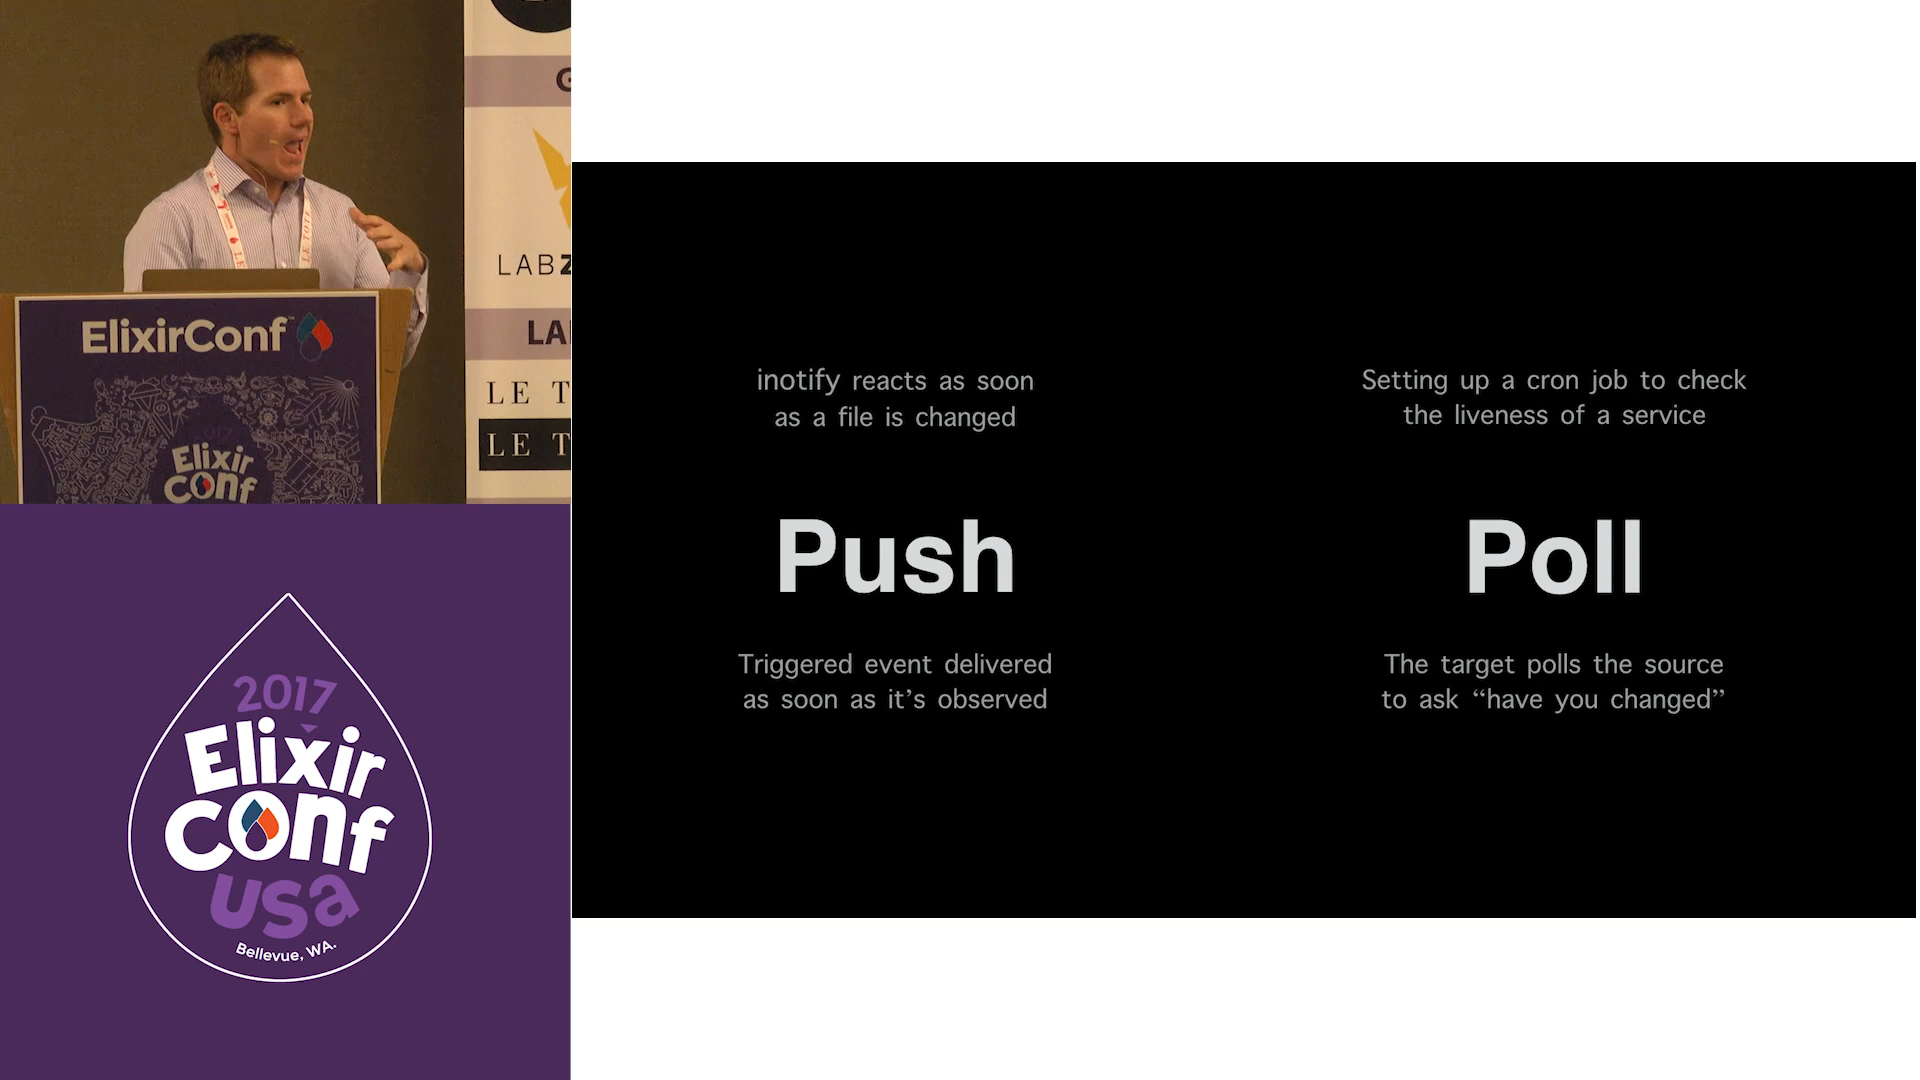 G
LABZ
LA
LE T
LE T
ElixirConf
Elixir
Conf
2017
Elixir
Conf
USA
Bellevue, WA.
inotify reacts as soon
as a file is changed
Push
Triggered event delivered
as soon as it’s observed
Setting up a cron job to check
the liveness of a service
Poll
The target polls the source
to ask “have you changed”